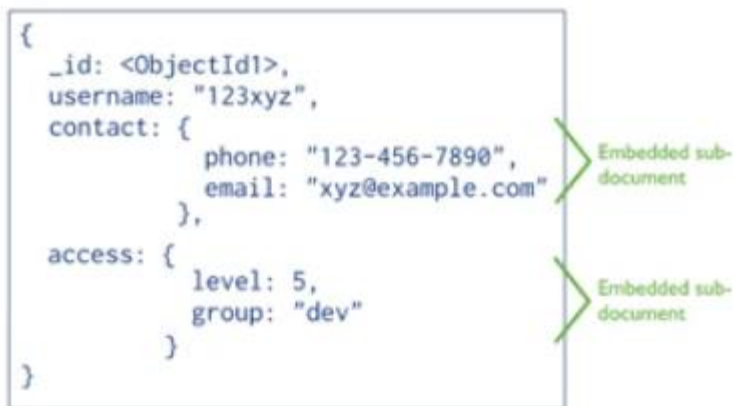 {
_id: <ObjectId1>,
username: "123xyz",
contact: {
phone: "123-456-7890",
email: "xyz@example.com"
},
access: {
level: 5,
group: "dev"
}
}
Embedded sub-
document
Embedded sub-
document